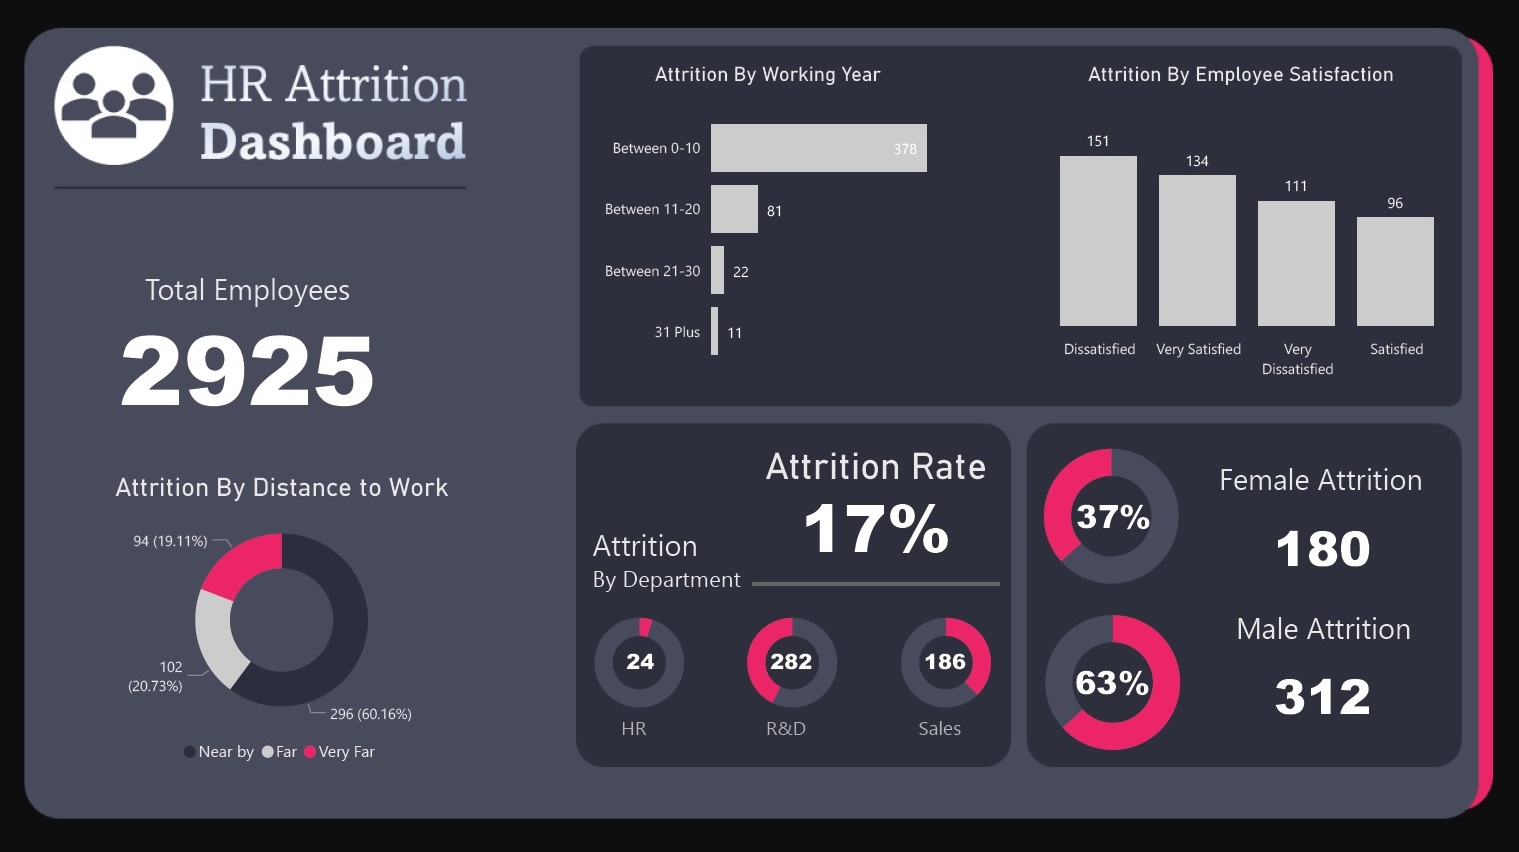 HR Attrition
Dashboard
Total Employees
2925
Attrition By Distance to Work
94 (19.11%)
102
(20.73%)
296 (60.16%)
Near by Far Very Far
Attrition By Working Year
Between 0-10 378
Between 11-20 81
Between 21-30 22
31 Plus 11
Attrition By Employee Satisfaction
151
134
111
96
Dissatisfied Very Satisfied Very Satisfied
Dissatisfied
Attrition Rate
17%
Attrition
By Department
24 282 186
HR R&D Sales
37%
Female Attrition
180
63%
Male Attrition
312